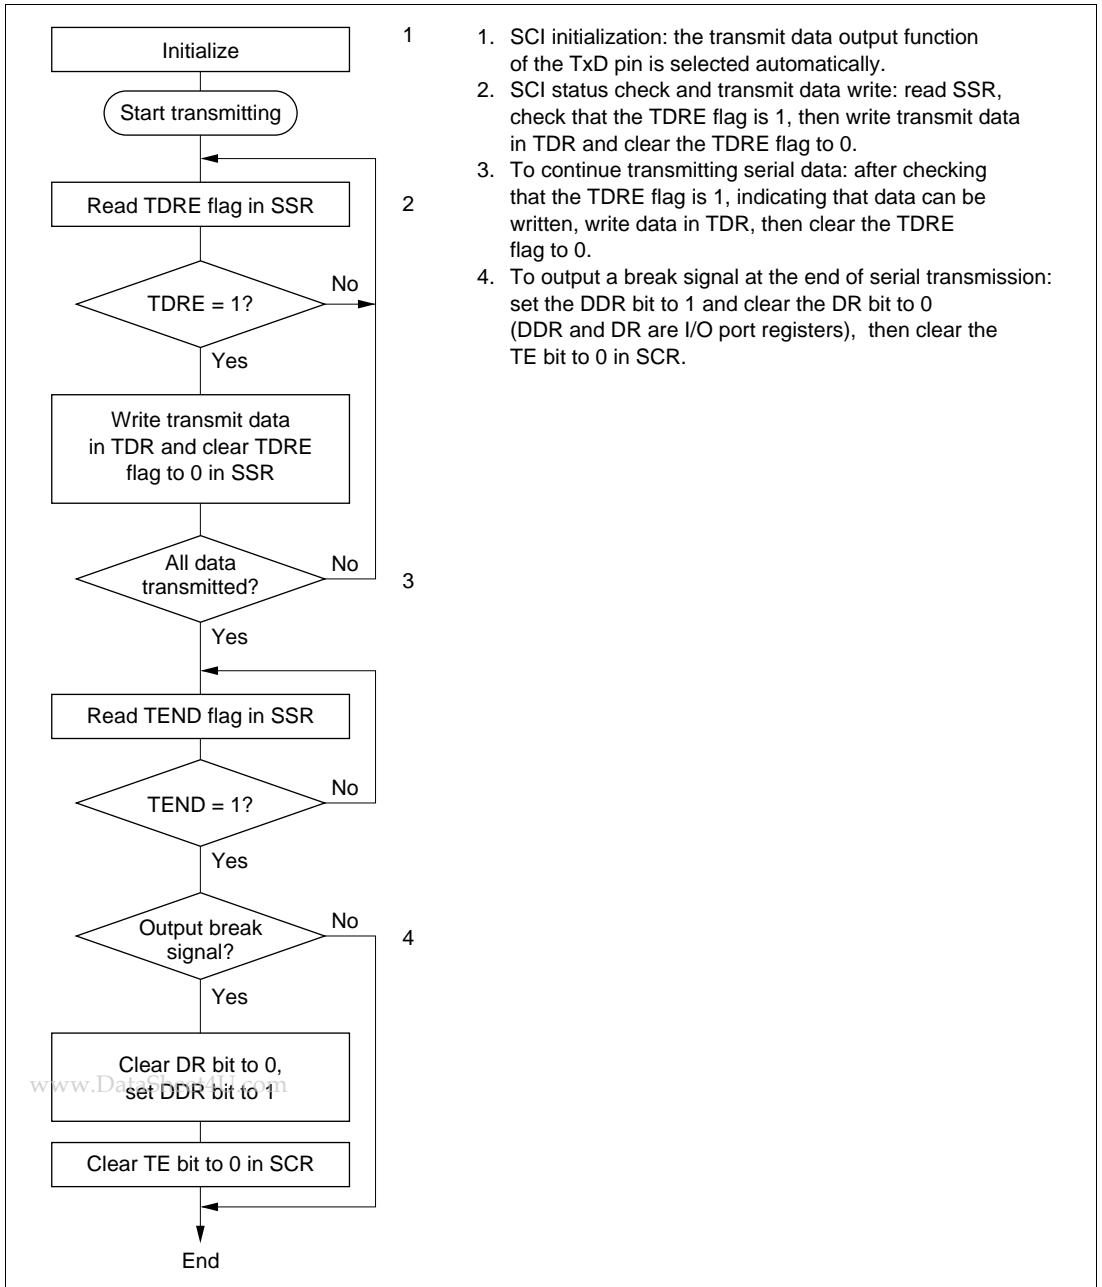 Initialize
1
Start transmitting
Read TDRE flag in SSR
2
TDRE = 1?
No
Yes
Write transmit data
in TDR and clear TDRE
flag to 0 in SSR
All data
transmitted?
No
3
Yes
Read TEND flag in SSR
TEND = 1?
No
Yes
Output break
signal?
No
4
Yes
Clear DR bit to 0,
set DDR bit to 1
www.DataSheet4U.com
Clear TE bit to 0 in SCR
End
1. SCI initialization: the transmit data output function
of the TxD pin is selected automatically.
2. SCI status check and transmit data write: read SSR,
check that the TDRE flag is 1, then write transmit data
in TDR and clear the TDRE flag to 0.
3. To continue transmitting serial data: after checking
that the TDRE flag is 1, indicating that data can be
written, write data in TDR, then clear the TDRE
flag to 0.
4. To output a break signal at the end of serial transmission:
set the DDR bit to 1 and clear the DR bit to 0
(DDR and DR are I/O port registers), then clear the
TE bit to 0 in SCR.